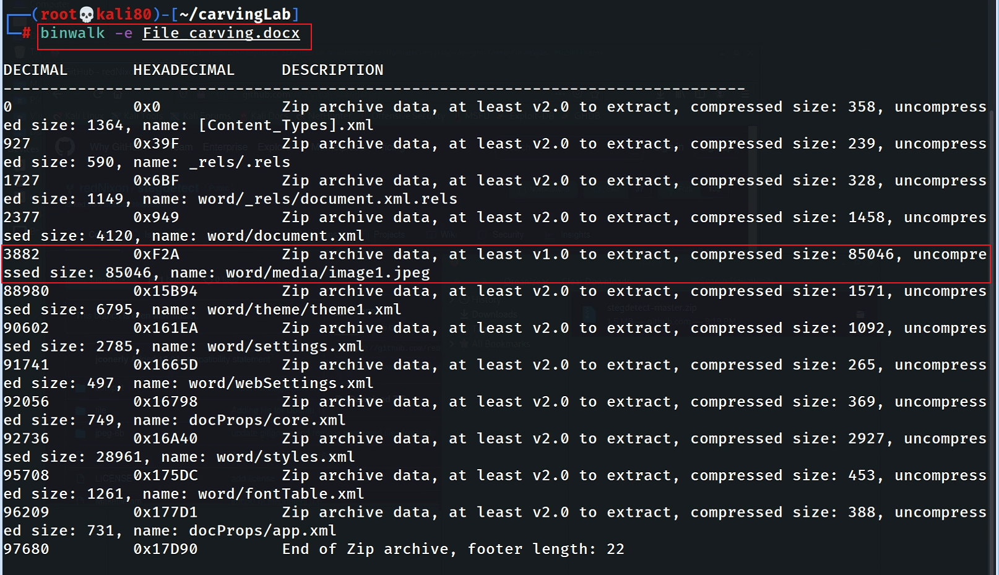 (root💀kali80)-[~/carvingLab]
# binwalk -e File_carving.docx
DECIMAL HEXADECIMAL DESCRIPTION
--------------------------------------------------------------------------------
0 0x0 Zip archive data, at least v2.0 to extract, compressed size: 358, uncompress
ed size: 1364, name: [Content_Types].xml
927 0x39F Zip archive data, at least v2.0 to extract, compressed size: 239, uncompress
ed size: 590, name: _rels/.rels
1727 0x6BF Zip archive data, at least v2.0 to extract, compressed size: 328, uncompress
ed size: 1149, name: word/_rels/document.xml.rels
2377 0x949 Zip archive data, at least v2.0 to extract, compressed size: 1458, uncompres
sed size: 4120, name: word/document.xml
3882 0xF2A Zip archive data, at least v1.0 to extract, compressed size: 85046, uncompre
ssed size: 85046, name: word/media/image1.jpeg
88980 0x15B94 Zip archive data, at least v2.0 to extract, compressed size: 1571, uncompres
sed size: 6795, name: word/theme/theme1.xml
90602 0x161EA Zip archive data, at least v2.0 to extract, compressed size: 1092, uncompres
sed size: 2785, name: word/settings.xml
91741 0x1665D Zip archive data, at least v2.0 to extract, compressed size: 265, uncompress
ed size: 497, name: word/webSettings.xml
92056 0x16798 Zip archive data, at least v2.0 to extract, compressed size: 369, uncompress
ed size: 749, name: docProps/core.xml
92736 0x16A40 Zip archive data, at least v2.0 to extract, compressed size: 2927, uncompres
sed size: 28961, name: word/styles.xml
95708 0x175DC Zip archive data, at least v2.0 to extract, compressed size: 453, uncompress
ed size: 1261, name: word/fontTable.xml
96209 0x177D1 Zip archive data, at least v2.0 to extract, compressed size: 388, uncompress
ed size: 731, name: docProps/app.xml
97680 0x17D90 End of Zip archive, footer length: 22